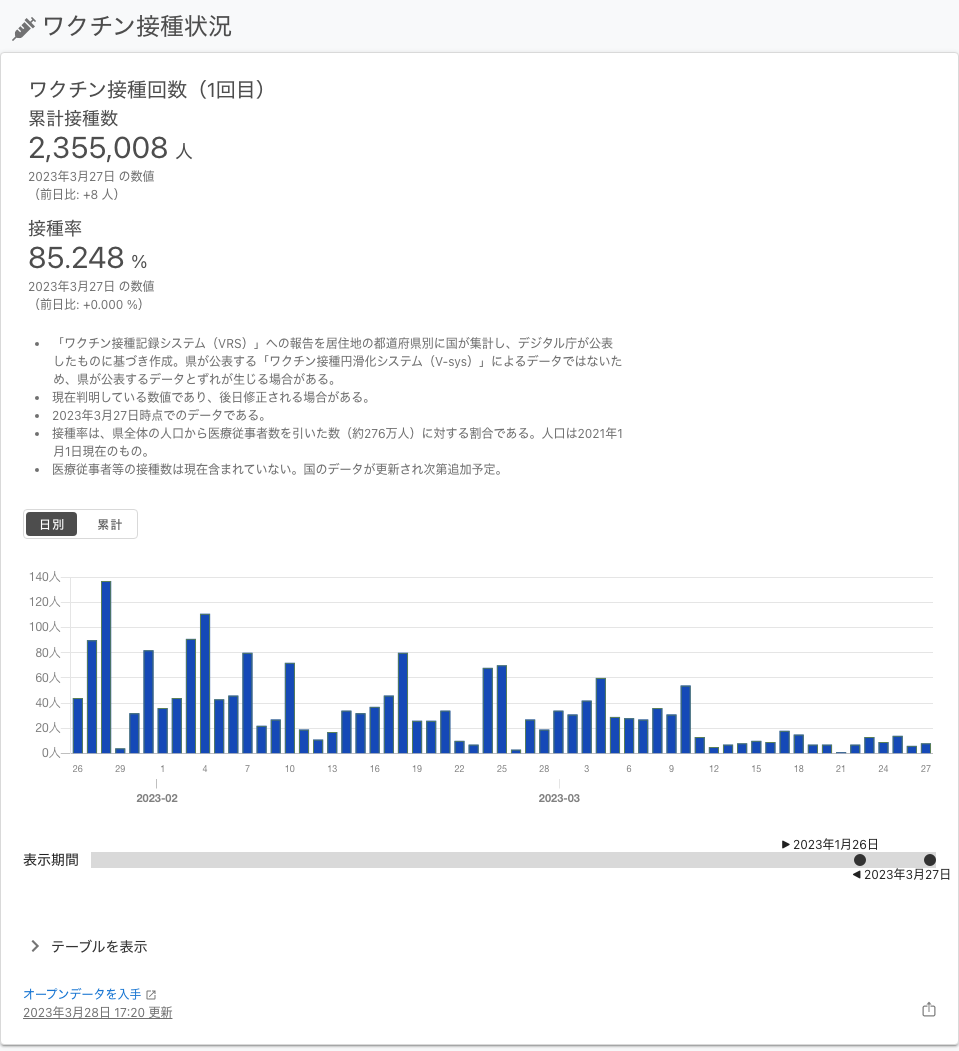 ワクチン接種状況
ワクチン接種回数（1回目）
累計接種数
2,355,008 人
2023年3月27日 の数値
（前日比: +8 人）
接種率
85.248 %
2023年3月27日 の数値
（前日比: +0.000 %）
• 「ワクチン接種記録システム（VRS）」への報告を居住地の都道府県別に国が集計し、デジタル庁が公表
したものに基づき作成。県が公表する「ワクチン接種円滑化システム（V-sys）」によるデータではないた
め、県が公表するデータとずれが生じる場合がある。
• 現在判明している数値であり、後日修正される場合がある。
• 2023年3月27日時点でのデータである。
• 接種率は、県全体の人口から医療従事者数を引いた数（約276万人）に対する割合である。人口は2021年1
月1日現在のもの。
• 医療従事者等の接種数は現在含まれていない。国のデータが更新され次第追加予定。
日別 累計
140人
120人
100人
80人
60人
40人
20人
0人
26 29 1 4 7 10 13 16 19 22 25 28 3 6 9 12 15 18 21 24 27
2023-02 2023-03
2023年1月26日
表示期間
2023年3月27日
テーブルを表示
オープンデータを入手
2023年3月28日 17:20 更新